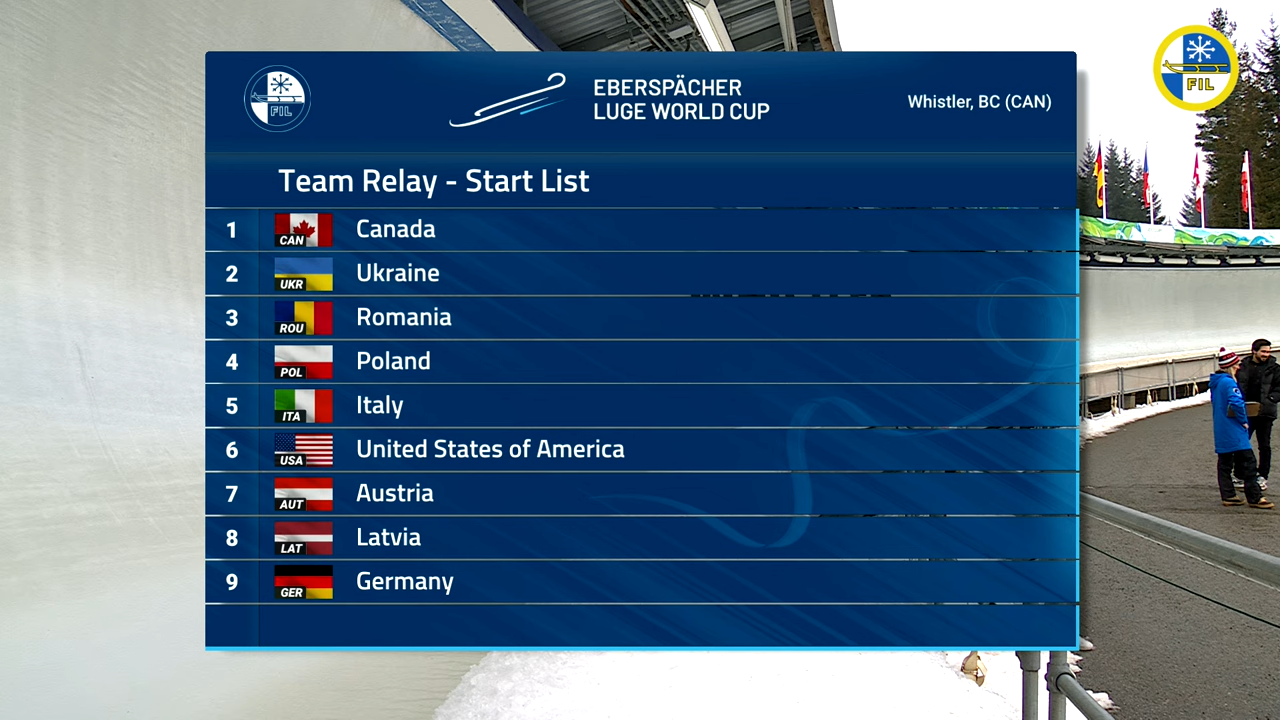 FIL
EBERSPÄCHER
LUGE WORLD CUP
Whistler, BC (CAN)
FIL
Team Relay - Start List
1 CAN Canada
2 UKR Ukraine
3 ROU Romania
4 POL Poland
5 ITA Italy
6 USA United States of America
7 AUT Austria
8 LAT Latvia
9 GER Germany